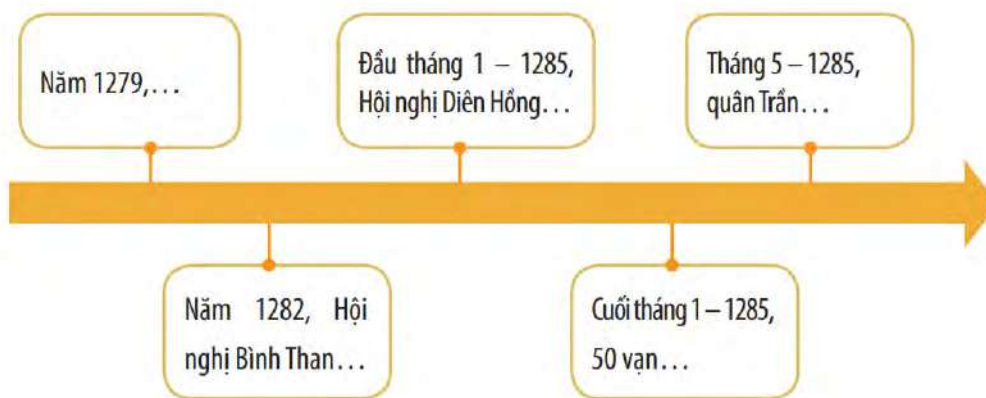 Năm 1279,…
Đầu tháng 1 – 1285,
Hội nghị Diên Hồng…
Tháng 5 – 1285,
quân Trần…
Năm 1282, Hội
nghị Bình Than…
Cuối tháng 1 – 1285,
50 vạn…